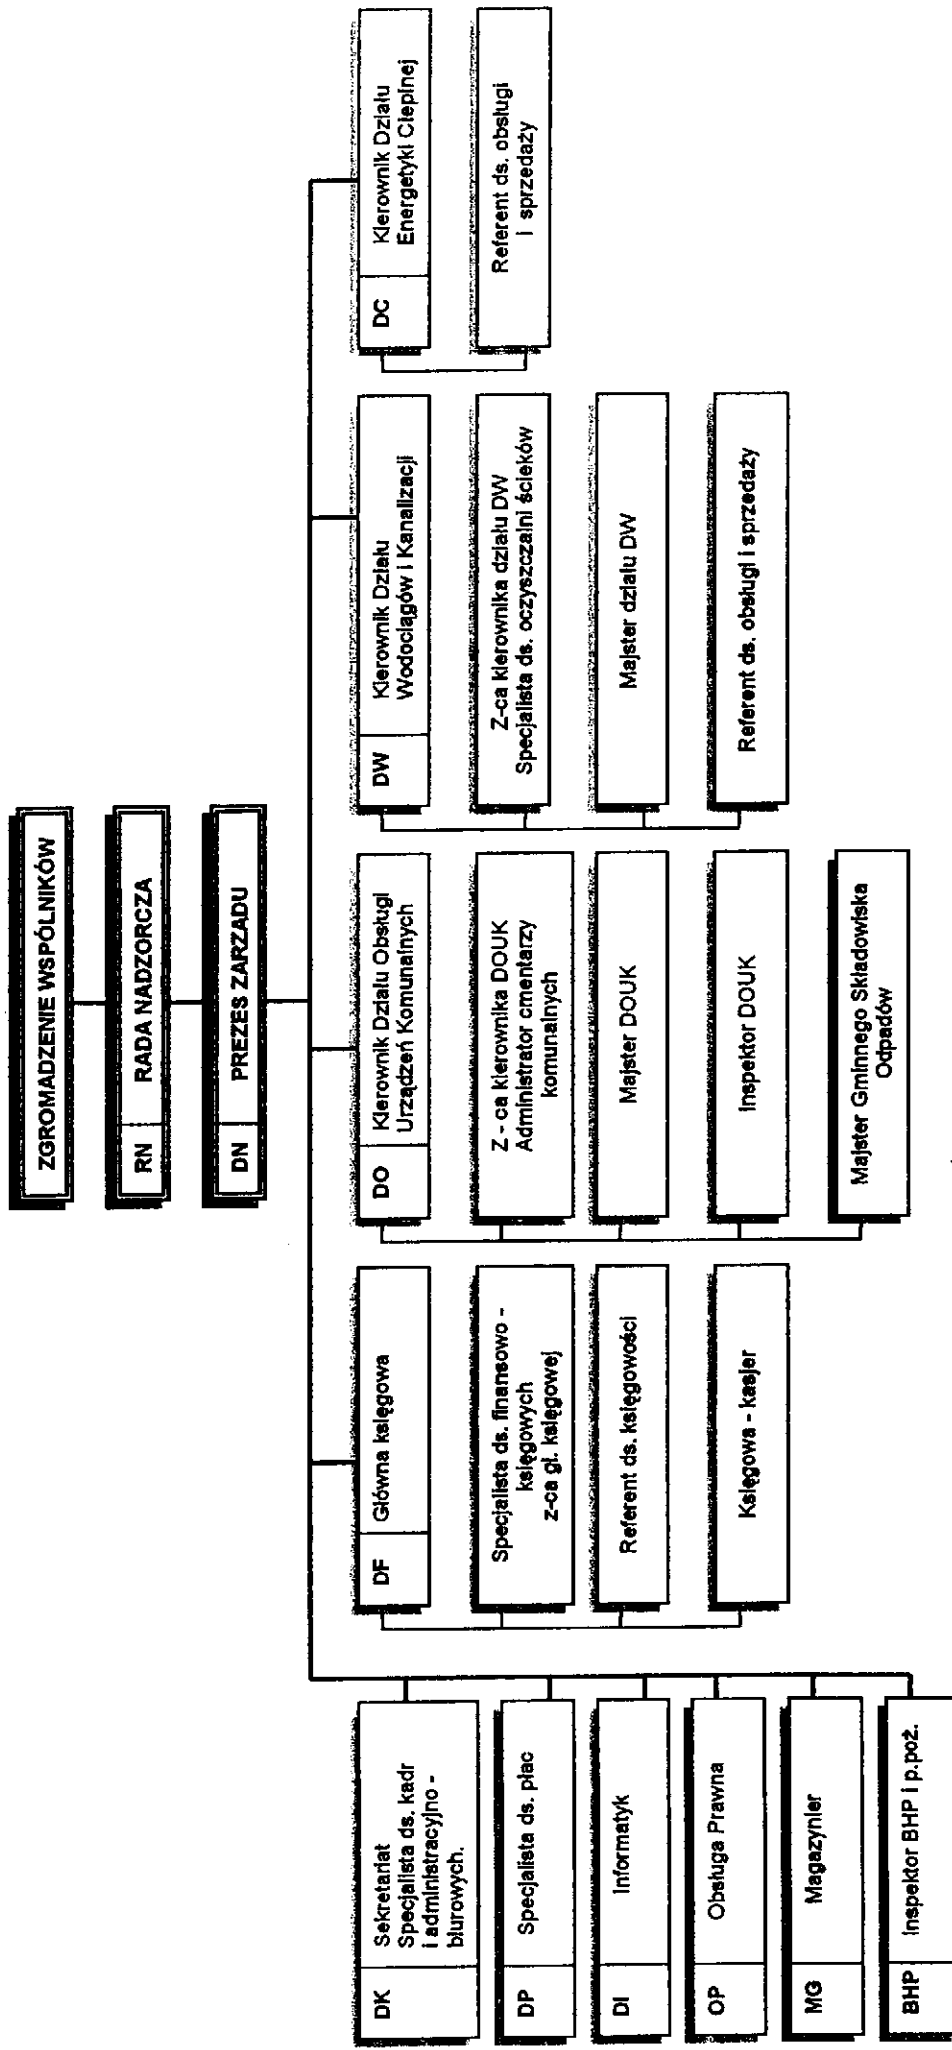 ZGROMADZENIE WSPÓLNIKÓW
RN RADA NADZORCZA
DN PREZES ZARZĄDU
DK Sekretariat
Specjalista ds. kadr
i administracyjno -
biurowych.
DP Specjalista ds. płac
DI Informatyk
OP Obsługa Prawna
MG Magazynier
BHP Inspektor BHP i p.poż.
DF Główna księgowa
Specjalista ds. finansowo -
księgowych
z-ca gł. księgowej
Referent ds. księgowości
Księgowa - kasjer
DO Kierownik Działu Obsługi
Urządzeń Komunalnych
Z - ca kierownika DOUK
Administrator cmentarzy
komunalnych
Majster DOUK
Inspektor DOUK
Majster Gminnego Składowiska
Odpadów
DW Kierownik Działu
Wodociągów i Kanalizacji
Z-ca kierownika działu DW
Specjalista ds. oczyszczalni ścieków
Majster działu DW
Referent ds. obsługi i sprzedaży
DC Kierownik Działu
Energetyki Cieplnej
Referent ds. obsługi
i sprzedaży